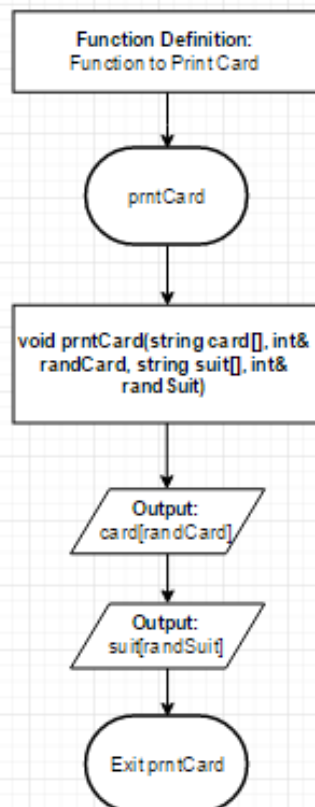 Function Definition:
Function to Print Card
prntCard
void prntCard(string card[], int&
randCard, string suit[], int&
randSuit)
Output:
card[randCard]
Output:
suit[randSuit]
Exit prntCard